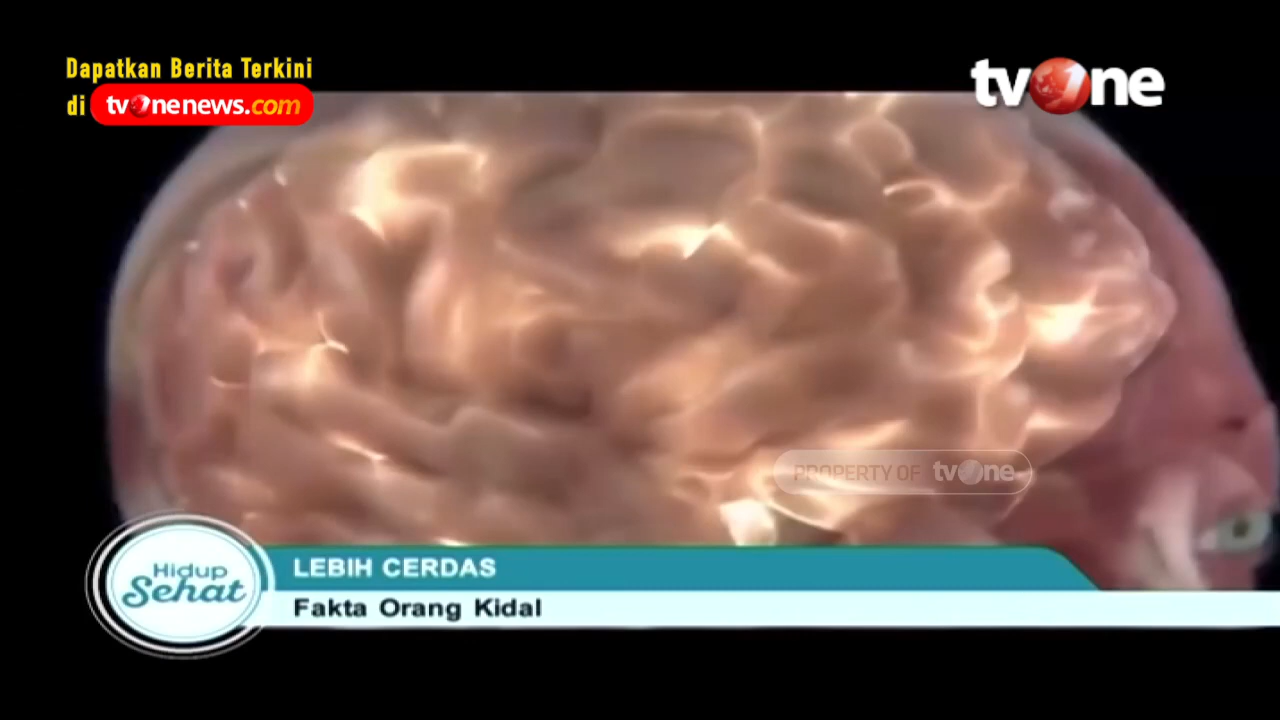 Dapatkan Berita Terkini
di tvonenews.com
tvone
PROPERTY OF tvone
Hidup
Sehat
LEBIH CERDAS
Fakta Orang Kidal